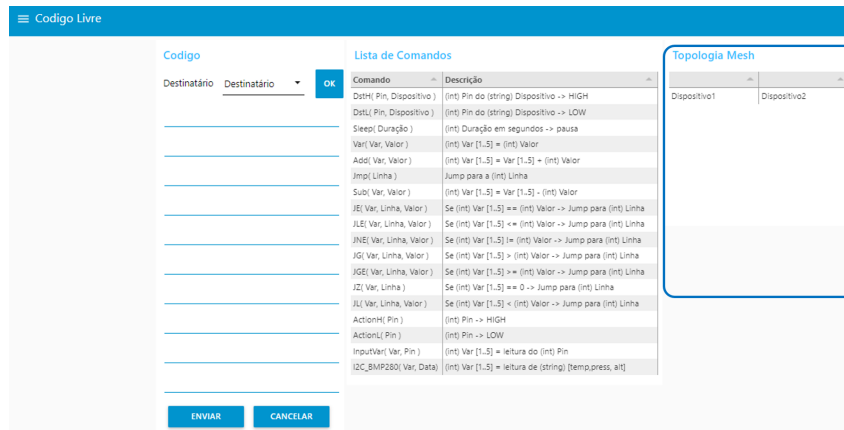 ≡ Codigo Livre
Codigo
Destinatário Destinatário OK
ENVIAR CANCELAR
Lista de Comandos
Comando Descrição
DstH( Pin, Dispositivo ) (int) Pin do (string) Dispositivo -> HIGH
DstL( Pin, Dispositivo ) (int) Pin do (string) Dispositivo -> LOW
Sleep( Duração ) (int) Duração em segundos -> pausa
Var( Var, Valor ) (int) Var [1..5] = (int) Valor
Add( Var, Valor ) (int) Var [1..5] = Var [1..5] + (int) Valor
Jmp( Linha ) Jump para a (int) Linha
Sub( Var, Valor ) (int) Var [1..5] = Var [1..5] - (int) Valor
JE( Var, Linha, Valor ) Se (int) Var [1..5] == (int) Valor -> Jump para (int) Linha
JLE( Var, Linha, Valor ) Se (int) Var [1..5] <= (int) Valor -> Jump para (int) Linha
JNE( Var, Linha, Valor ) Se (int) Var [1..5] != (int) Valor -> Jump para (int) Linha
JG( Var, Linha, Valor ) Se (int) Var [1..5] > (int) Valor -> Jump para (int) Linha
JGE( Var, Linha, Valor ) Se (int) Var [1..5] >= (int) Valor -> Jump para (int) Linha
JZ( Var, Linha ) Se (int) Var [1..5] == 0 -> Jump para (int) Linha
JL( Var, Linha, Valor ) Se (int) Var [1..5] < (int) Valor -> Jump para (int) Linha
ActionH( Pin ) (int) Pin -> HIGH
ActionL( Pin ) (int) Pin -> LOW
InputVar( Var, Pin ) (int) Var [1..5] = leitura do (int) Pin
I2C_BMP280( Var, Data) (int) Var [1..5] = leitura de (string) [temp,press, alt]
Topologia Mesh
Dispositivo1 Dispositivo2